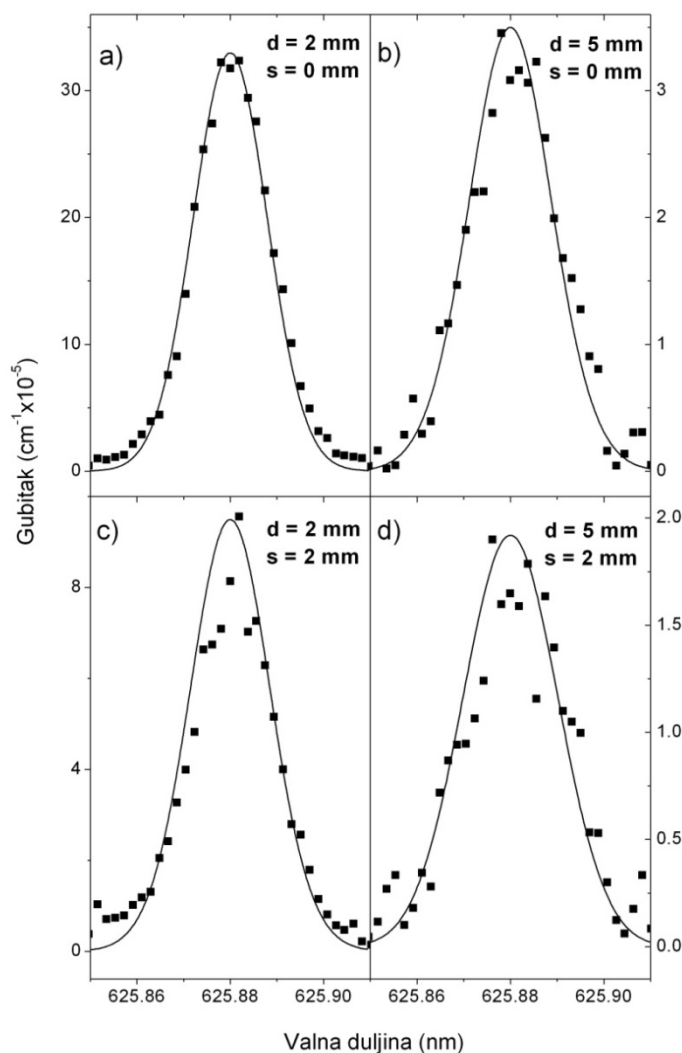 a)
d = 2 mm
s = 0 mm
b)
d = 5 mm
s = 0 mm
30
20
10
0
3
2
1
0
Gubitak (cm⁻¹x10⁻⁵)
c)
d = 2 mm
s = 2 mm
d)
d = 5 mm
s = 2 mm
8
4
0
2.0
1.5
1.0
0.5
0.0
625.86 625.88 625.90 625.86 625.88 625.90
Valna duljina (nm)